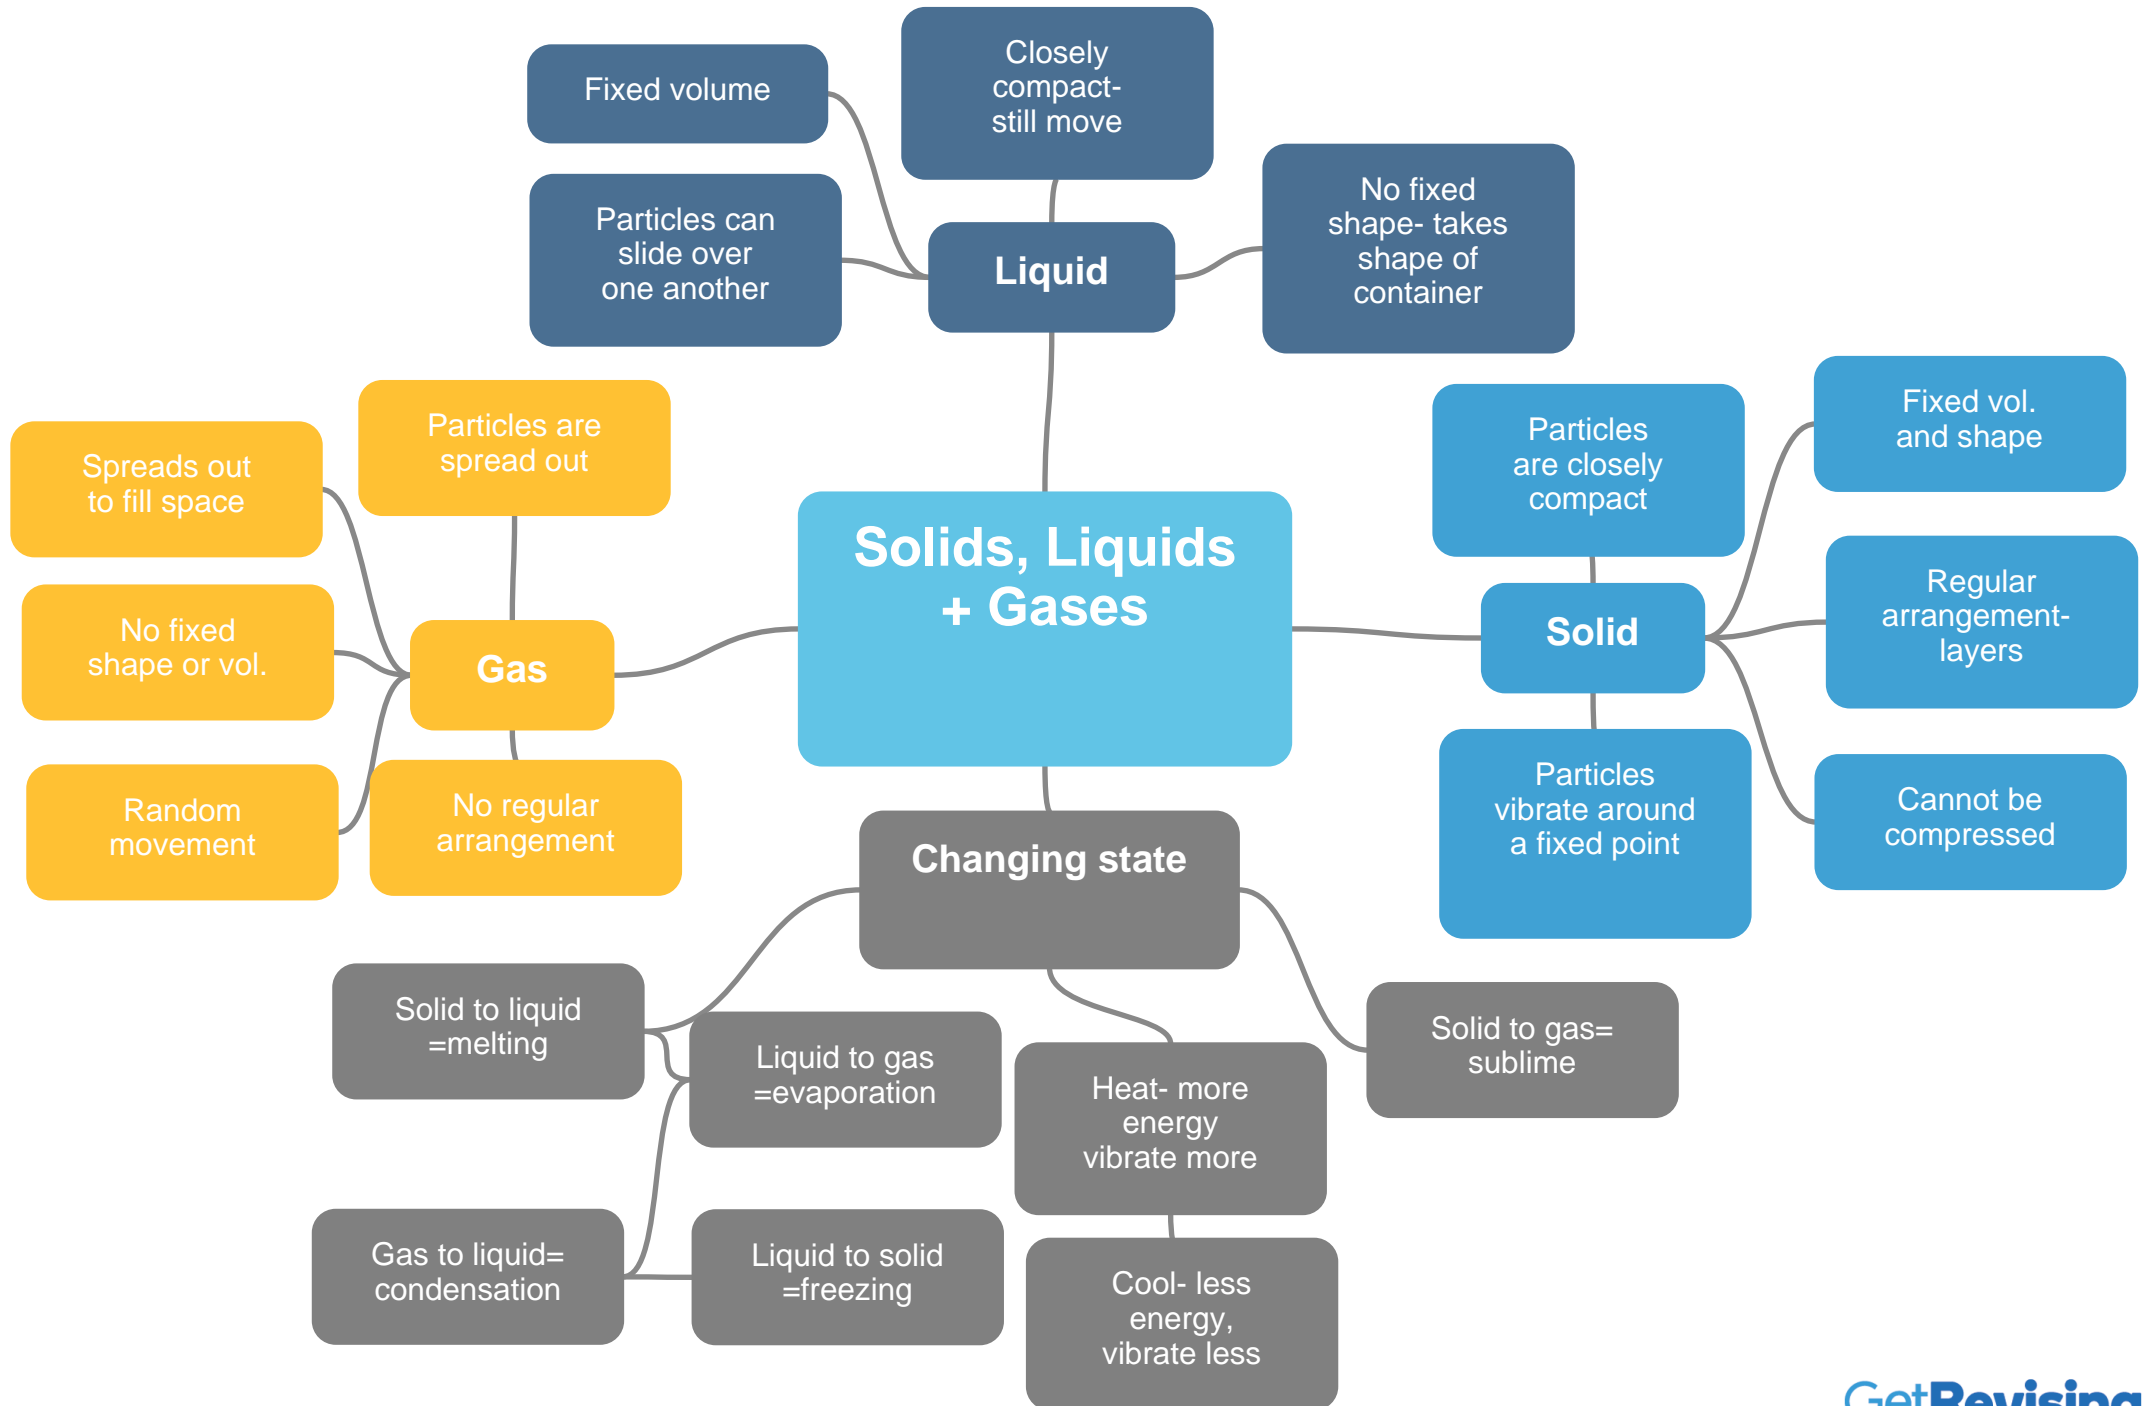 Closely
compact-
still move
Fixed volume
Particles can
slide over
one another
No fixed
shape- takes
shape of
container
Liquid
Particles are
spread out
Spreads out
to fill space
No fixed
shape or vol.
Gas
Random
movement
No regular
arrangement
Solids, Liquids
+ Gases
Particles
are closely
compact
Fixed vol.
and shape
Regular
arrangement-
layers
Solid
Particles
vibrate around
a fixed point
Cannot be
compressed
Changing state
Solid to liquid
=melting
Liquid to gas
=evaporation
Gas to liquid=
condensation
Liquid to solid
=freezing
Heat- more
energy
vibrate more
Cool- less
energy,
vibrate less
Solid to gas=
sublime
GetRevising